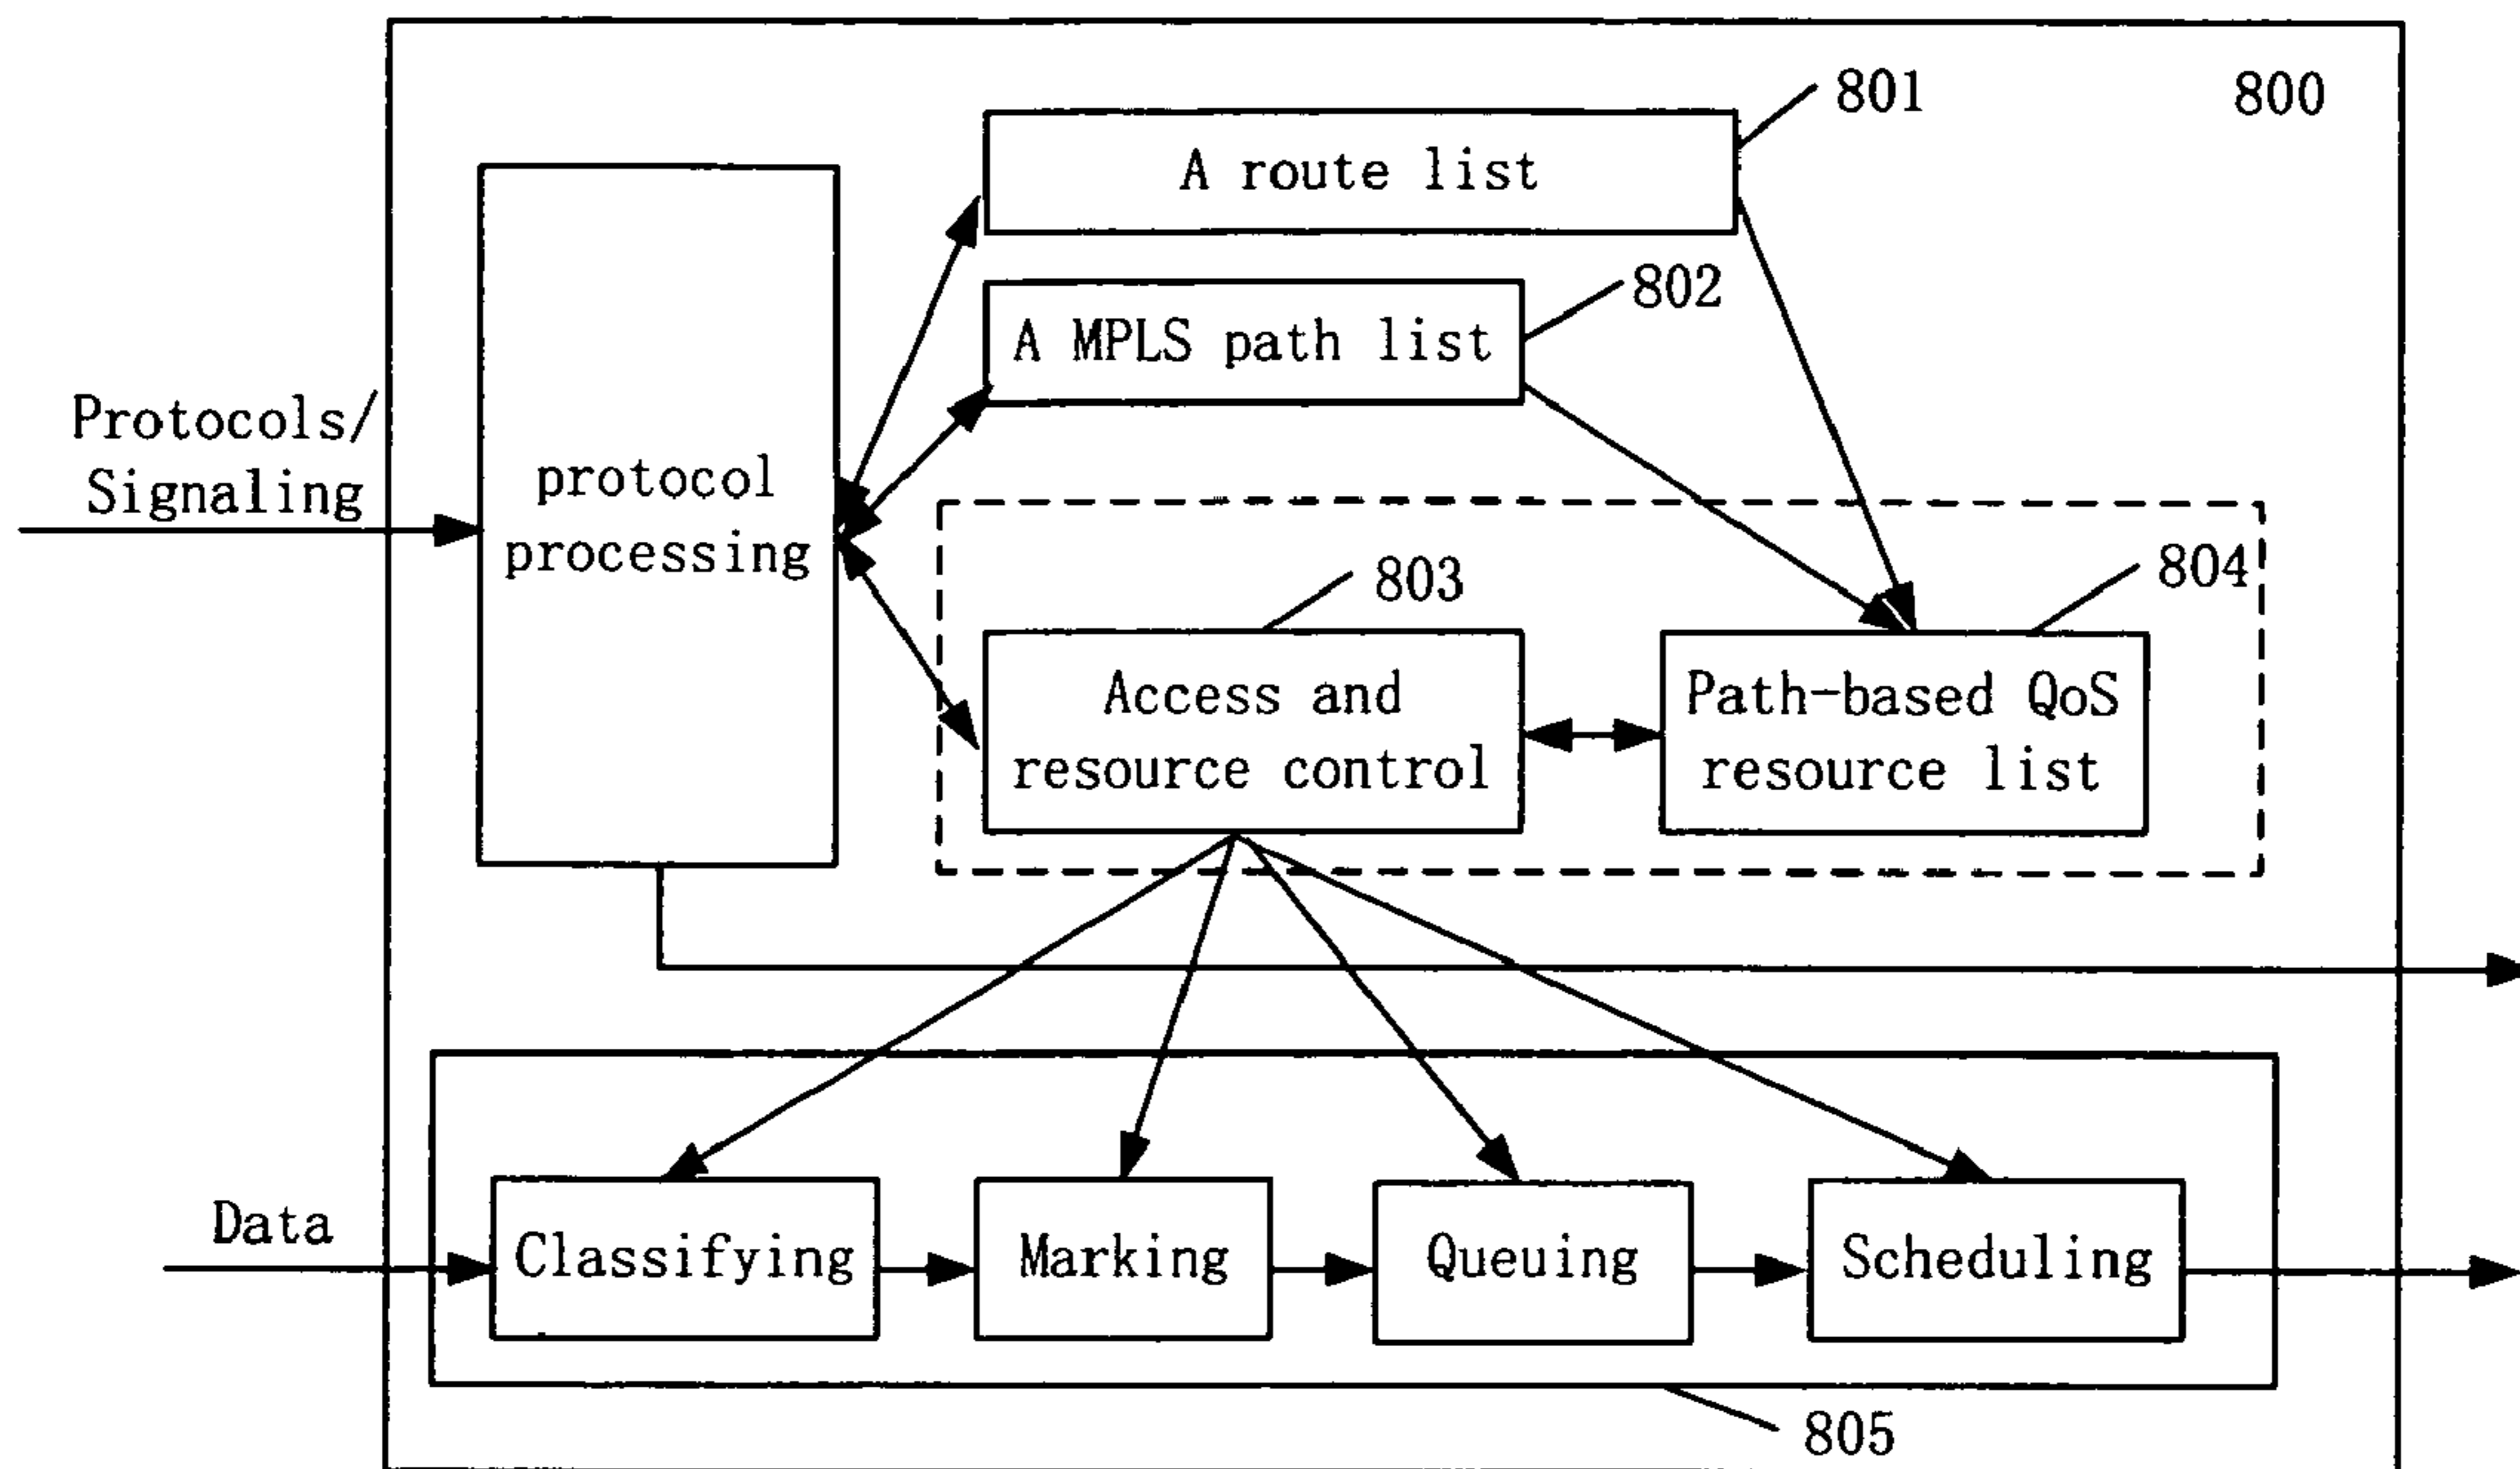 800
801
A route list
802
A MPLS path list
Protocols/
Signaling
protocol
processing
803
804
Access and
resource control
Path-based QoS
resource list
Data
Classifying
Marking
Queuing
Scheduling
805